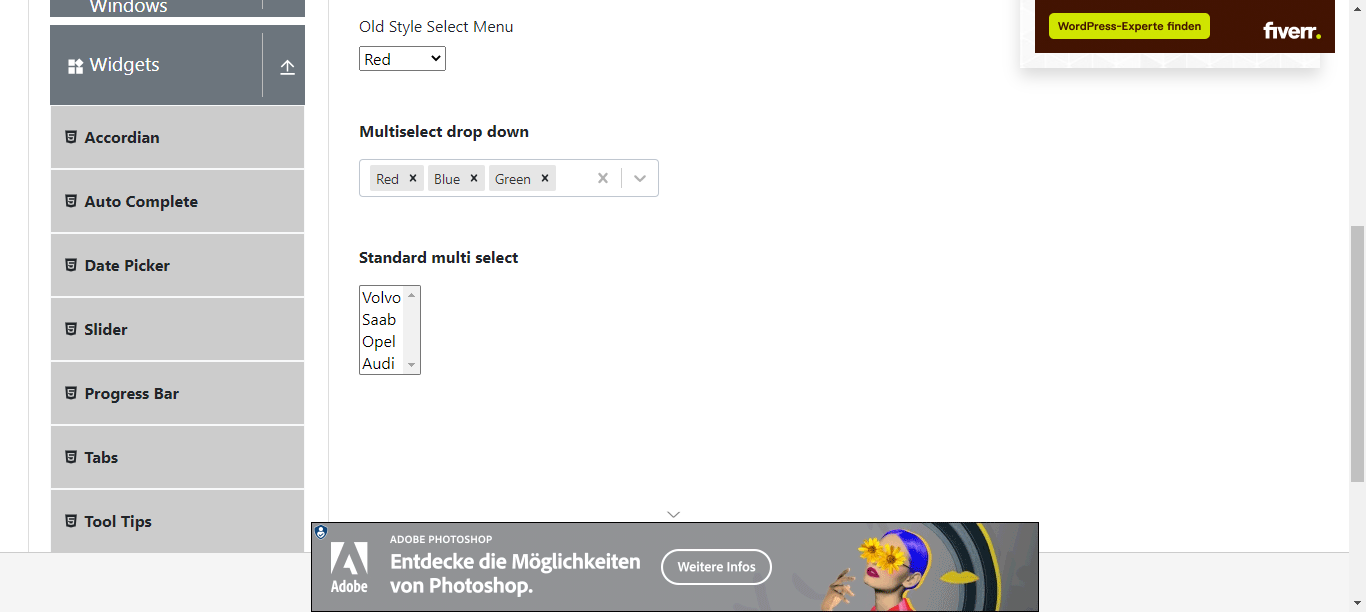 Windows
Widgets
Accordian
Auto Complete
Date Picker
Slider
Progress Bar
Tabs
Tool Tips
Old Style Select Menu
Red
Multiselect drop down
Red Blue Green
Standard multi select
Volvo
Saab
Opel
Audi
WordPress-Experte finden
fiverr.
Adobe
ADOBE PHOTOSHOP
Entdecke die Möglichkeiten
von Photoshop.
Weitere Infos